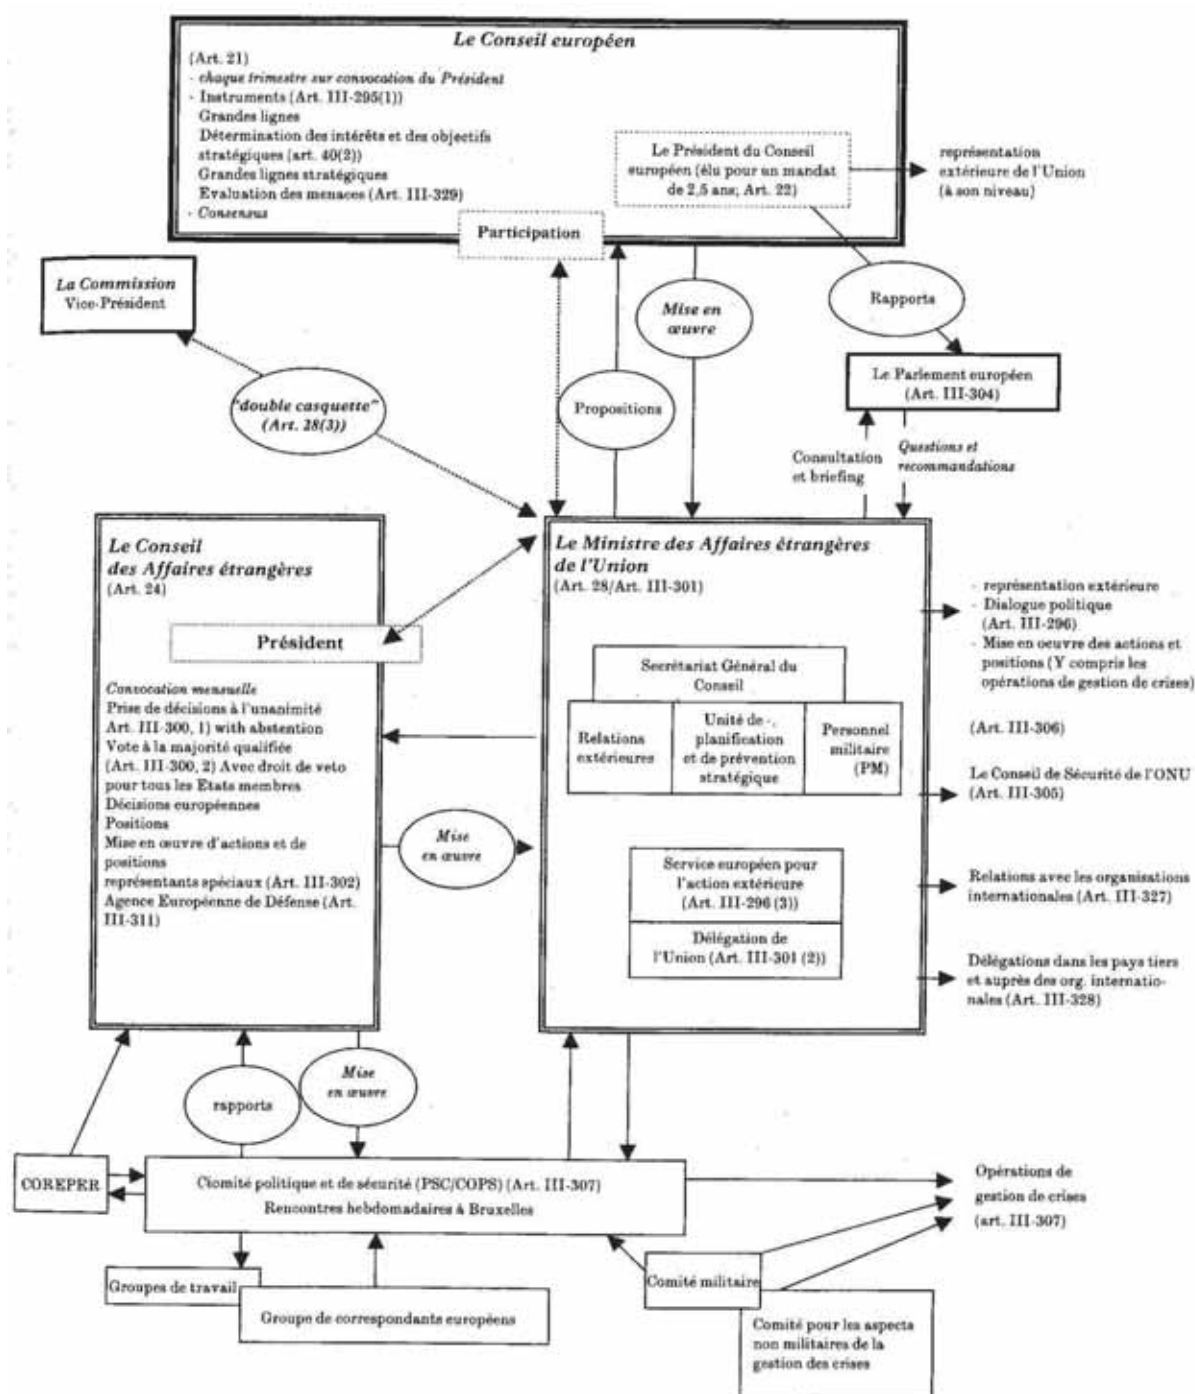 Le Conseil européen
(Art. 21)
- chaque trimestre sur convocation du Président
- Instruments (Art. III-295(1))
Grandes lignes
Détermination des intérêts et des objectifs
stratégiques (art. 40(2))
Grandes lignes stratégiques
Evaluation des menaces (Art. III-329)
- Consensus
Le Président du Conseil
européen (élu pour un mandat
de 2,5 ans; Art. 22)
représentation
extérieure de l'Union
(à son niveau)
Participation
La Commission
Vice-Président
Mise en
œuvre
Rapports
Le Parlement européen
(Art. III-304)
"double casquette"
(Art. 28(3))
Propositions
Consultation
et briefing
Questions et
recommandations
Le Conseil
des Affaires étrangères
(Art. 24)
Président
Convocation mensuelle
Prise de décisions à l'unanimité
Art. III-300, 1) with abstention
Vote à la majorité qualifiée
(Art. III-300, 2) Avec droit de veto
pour tous les Etats membres
Décisions européennes
Positions
Mise en œuvre d'actions et de
positions
représentants spéciaux (Art. III-302)
Agence Européenne de Défense (Art.
III-311)
Le Ministre des Affaires étrangères
de l'Union
(Art. 28/Art. III-301)
Secrétariat Général du
Conseil
Relations
extérieures
Unité de -,
planification
et de prévention
stratégique
Personnel
militaire
(PM)
Service européen pour
l'action extérieure
(Art. III-296 (3))
Délégation de
l'Union (Art. III-301 (2))
- représentation extérieure
- Dialogue politique
(Art. III-296)
- Mise en oeuvre des actions et
positions (Y compris les
opérations de gestion de crises)
(Art. III-306)
Le Conseil de Sécurité de l'ONU
(Art. III-305)
Relations avec les organisations
internationales (Art. III-327)
Délégations dans les pays tiers
et auprès des org. internatio-
nales (Art. III-328)
Mise
en œuvre
rapports
Mise
en œuvre
COREPER
Ciomité politique et de sécurité (PSC/COPS) (Art. III-307)
Rencontres hebdomadaires à Bruxelles
Opérations de
gestion de crises
(art. III-307)
Groupes de travail
Groupe de correspondants européens
Comité militaire
Comité pour les aspects
non militaires de la
gestion des crises